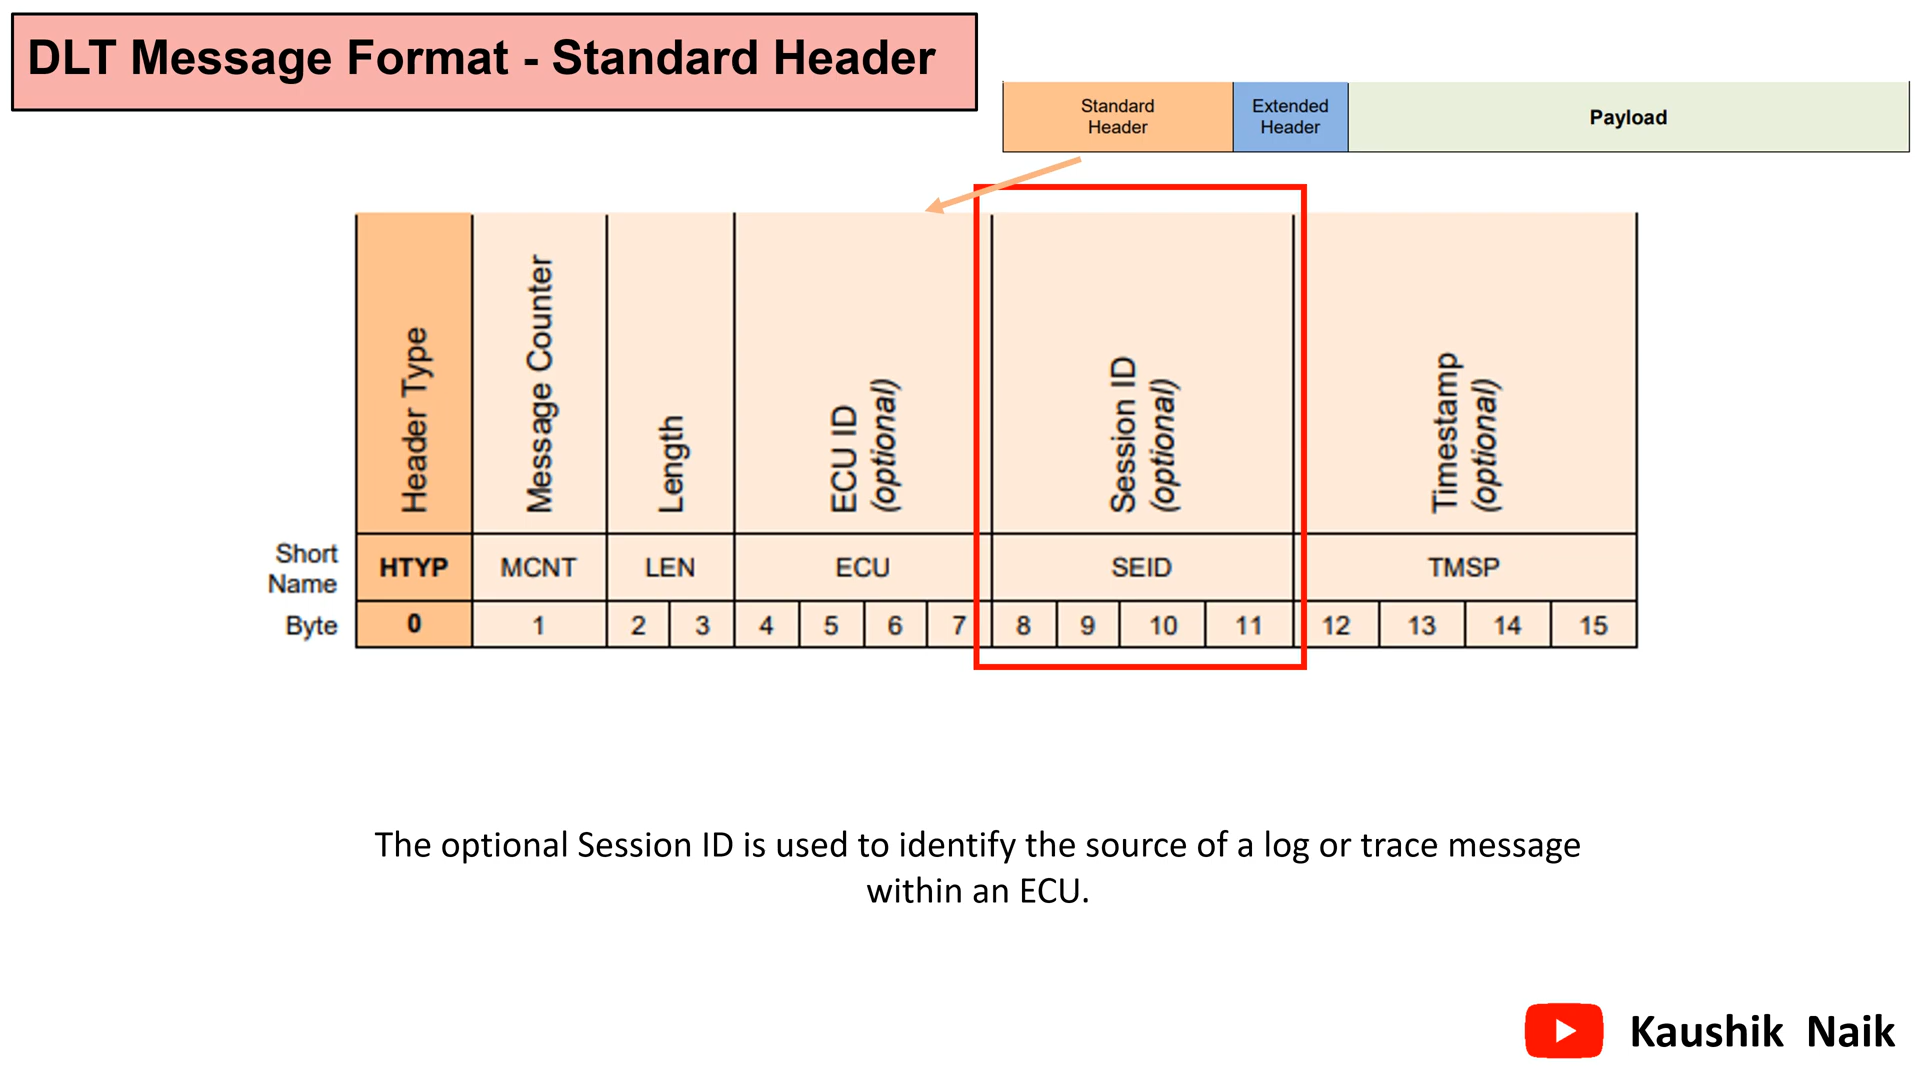 DLT Message Format - Standard Header
Standard
Header
Extended
Header
Payload
Header Type
Message Counter
Length
ECU ID
(optional)
Session ID
(optional)
Timestamp
(optional)
Short
Name
HTYP MCNT LEN ECU SEID TMSP
Byte 0 1 2 3 4 5 6 7 8 9 10 11 12 13 14 15
The optional Session ID is used to identify the source of a log or trace message
within an ECU.
Kaushik Naik